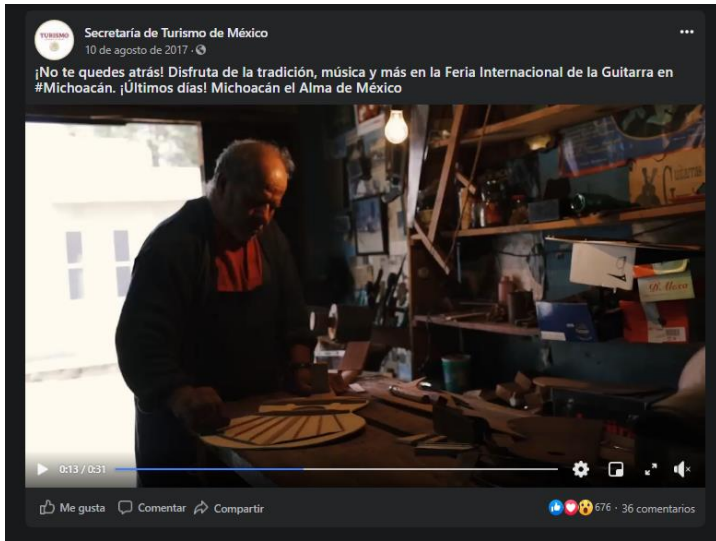 TURISMO
Secretaría de Turismo de México
10 de agosto de 2017 ·
¡No te quedes atrás! Disfruta de la tradición, música y más en la Feria Internacional de la Guitarra en
#Michoacán. ¡Últimos días! Michoacán el Alma de México
0:13 / 0:31
Me gusta
Comentar
Compartir
676 · 36 comentarios